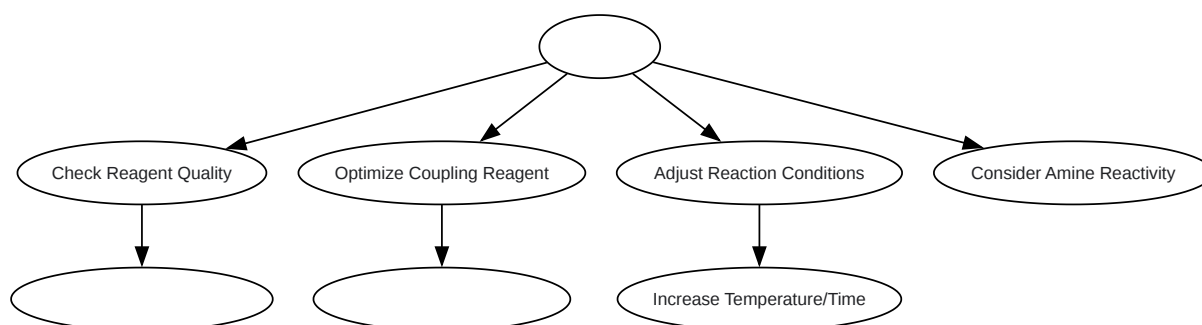 Check Reagent Quality
Optimize Coupling Reagent
Adjust Reaction Conditions
Consider Amine Reactivity
Increase Temperature/Time